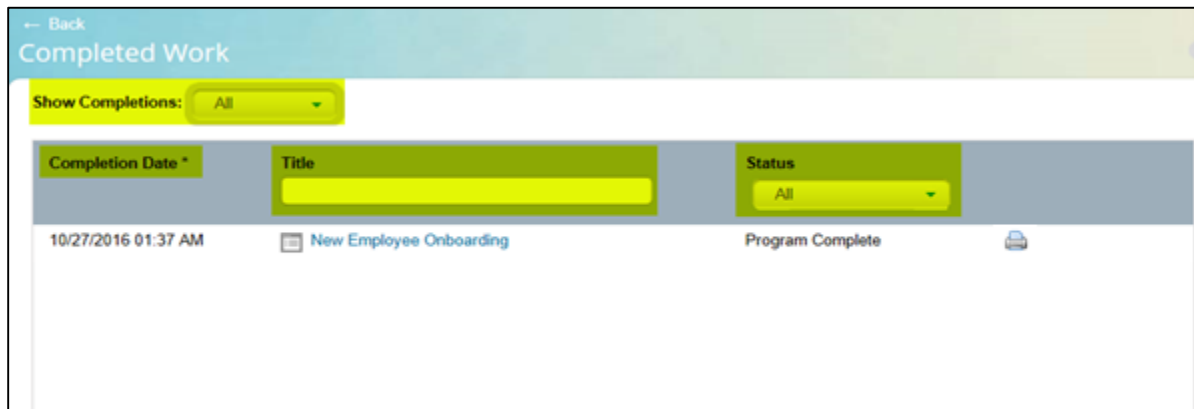 ← Back
Completed Work
Show Completions: All
Completion Date * Title Status
All
10/27/2016 01:37 AM New Employee Onboarding Program Complete